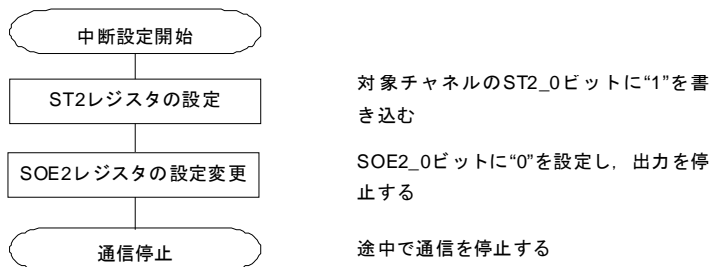 中断設定開始
ST2レジスタの設定
対象チャネルのST2_0ビットに“1”を書
き込む
SOE2レジスタの設定変更
SOE2_0ビットに“0”を設定し，出力を停
止する
通信停止
途中で通信を停止する